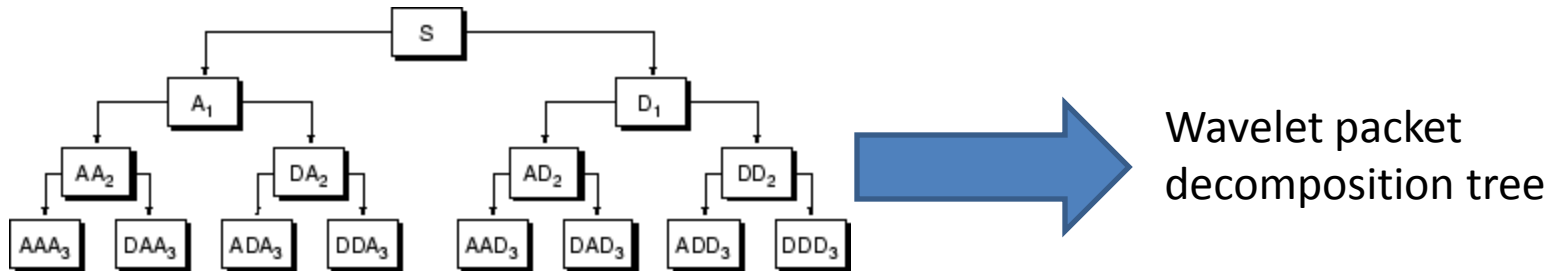 S
A₁ D₁
AA₂ DA₂ AD₂ DD₂
AAA₃ DAA₃ ADA₃ DDA₃ AAD₃ DAD₃ ADD₃ DDD₃
Wavelet packet
decomposition tree